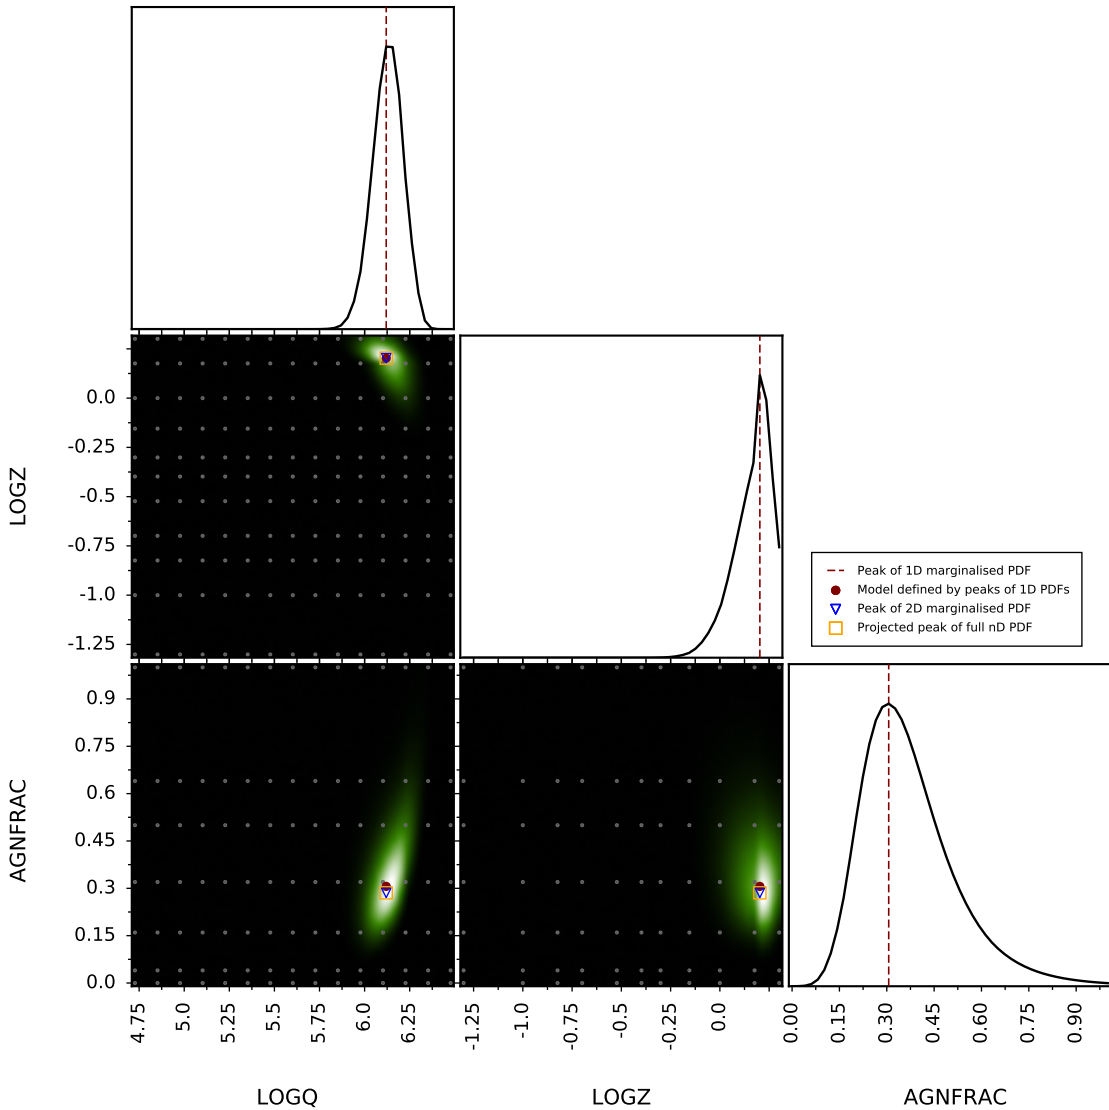 LOGZ
0.0
-0.25
-0.5
-0.75
-1.0
-1.25
Peak of 1D marginalised PDF
Model defined by peaks of 1D PDFs
Peak of 2D marginalised PDF
Projected peak of full nD PDF
AGNFRAC
0.9
0.75
0.6
0.45
0.3
0.15
0.0
4.75 5.0 5.25 5.5 5.75 6.0 6.25
-1.25 -1.0 -0.75 -0.5 -0.25 0.0
0.00 0.15 0.30 0.45 0.60 0.75 0.90
LOGQ LOGZ AGNFRAC